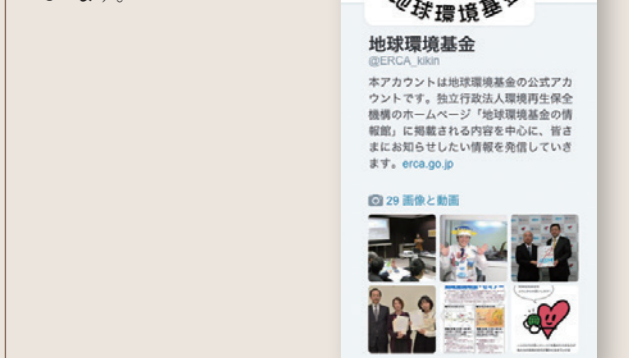 います。
地球環境基金
地球環境基金
@ERCA_kikin
本アカウントは地球環境基金の公式アカ
ウントです。独立行政法人環境再生保全
機構のホームページ「地球環境基金の情
報館」に掲載される内容を中心に、皆さ
まにお知らせしたい情報を発信していき
ます。erca.go.jp
29 画像と動画